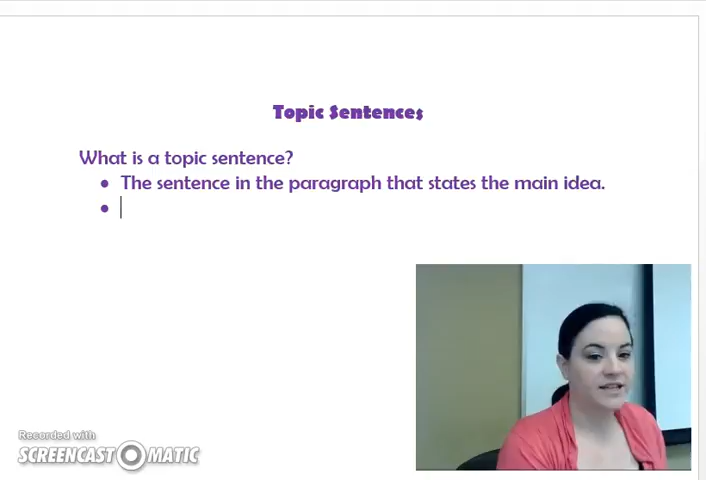 Topic Sentences
What is a topic sentence?
• The sentence in the paragraph that states the main idea.
•
Recorded with
SCREENCAST-O-MATIC